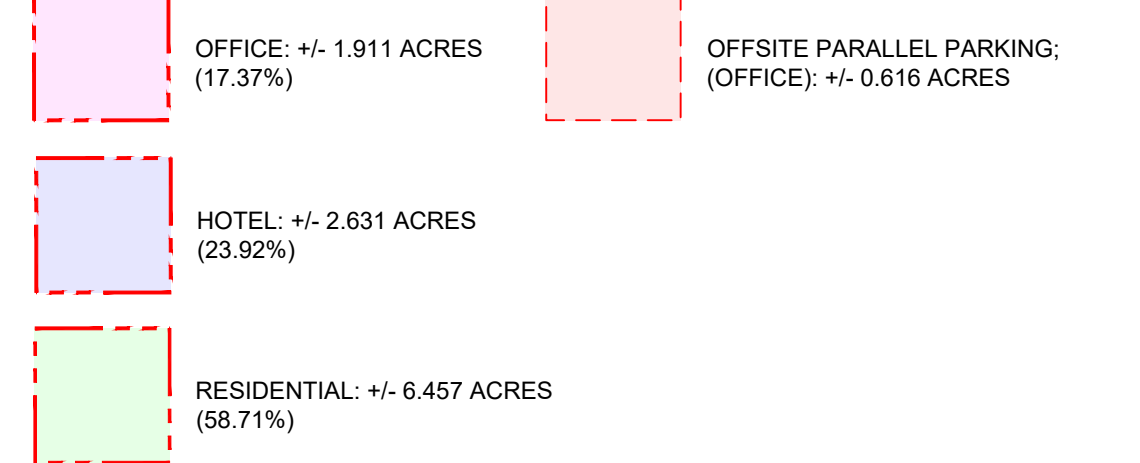 OFFICE: +/- 1.911 ACRES
(17.37%)
OFFSITE PARALLEL PARKING;
(OFFICE): +/- 0.616 ACRES
HOTEL: +/- 2.631 ACRES
(23.92%)
RESIDENTIAL: +/- 6.457 ACRES
(58.71%)